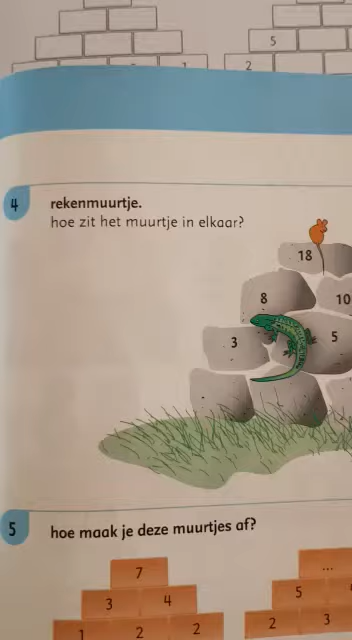 5
1
2
4
rekenmuurtje.
hoe zit het muurtje in elkaar?
18
8 10
3 5
5
hoe maak je deze muurtjes af?
7 ...
3 4 5
1 2 2 2 3